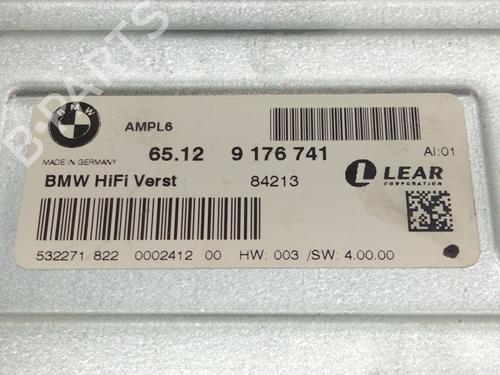 B-PARTS
BMW
AMPL6
MADE IN GERMANY
65.12 9 176 741
AI:01
BMW HiFi Verst 84213
LEAR
CORPORATION
532271/822 0002412 00 HW: 003 /SW: 4.00.00